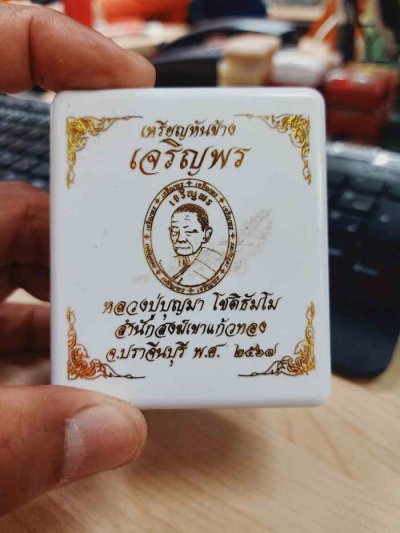 เหรียญหันข้าง
เจริญพร
เจริญพร
หลวงปู่บุญมา โชติธัมโม
สำนักสงฆ์เขาแก้วทอง
จ.ปราจีนบุรี พ.ศ. ๒๕๖๗